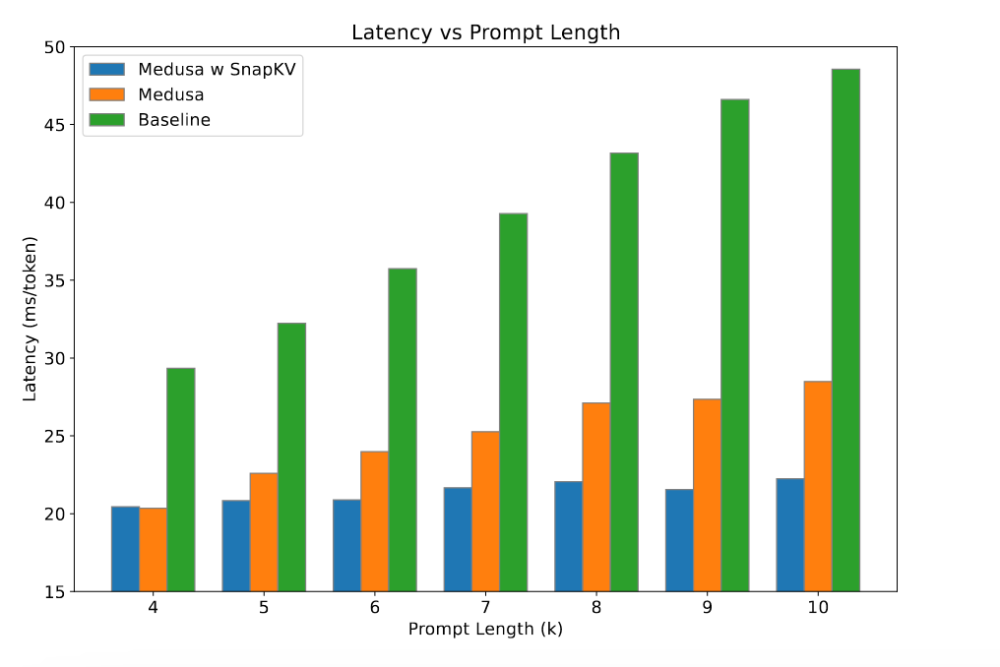 Latency vs Prompt Length
50
Medusa w SnapKV
Medusa
Baseline
45
40
35
30
25
20
15
Latency (ms/token)
4 5 6 7 8 9 10
Prompt Length (k)